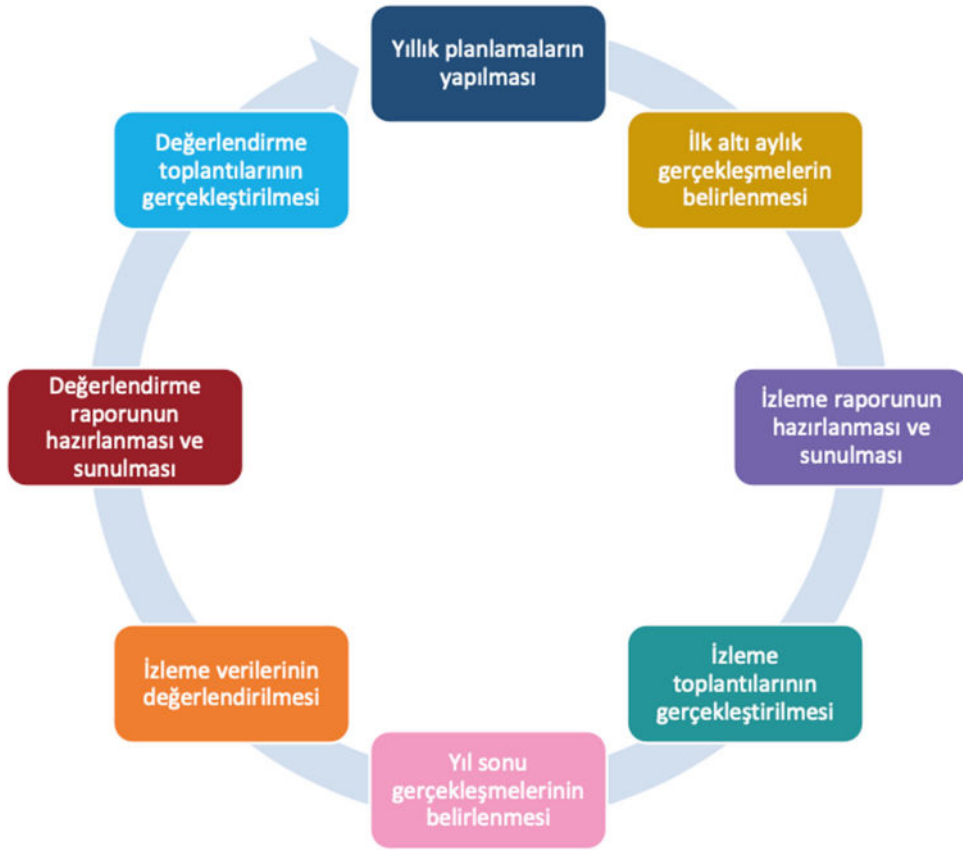 Yıllık planlamaların
yapılması
İlk altı aylık
gerçekleşmelerin
belirlenmesi
İzleme raporunun
hazırlanması ve
sunulması
İzleme
toplantılarının
gerçekleştirilmesi
Yıl sonu
gerçekleşmelerinin
belirlenmesi
İzleme verilerinin
değerlendirilmesi
Değerlendirme
raporunun
hazırlanması ve
sunulması
Değerlendirme
toplantılarının
gerçekleştirilmesi